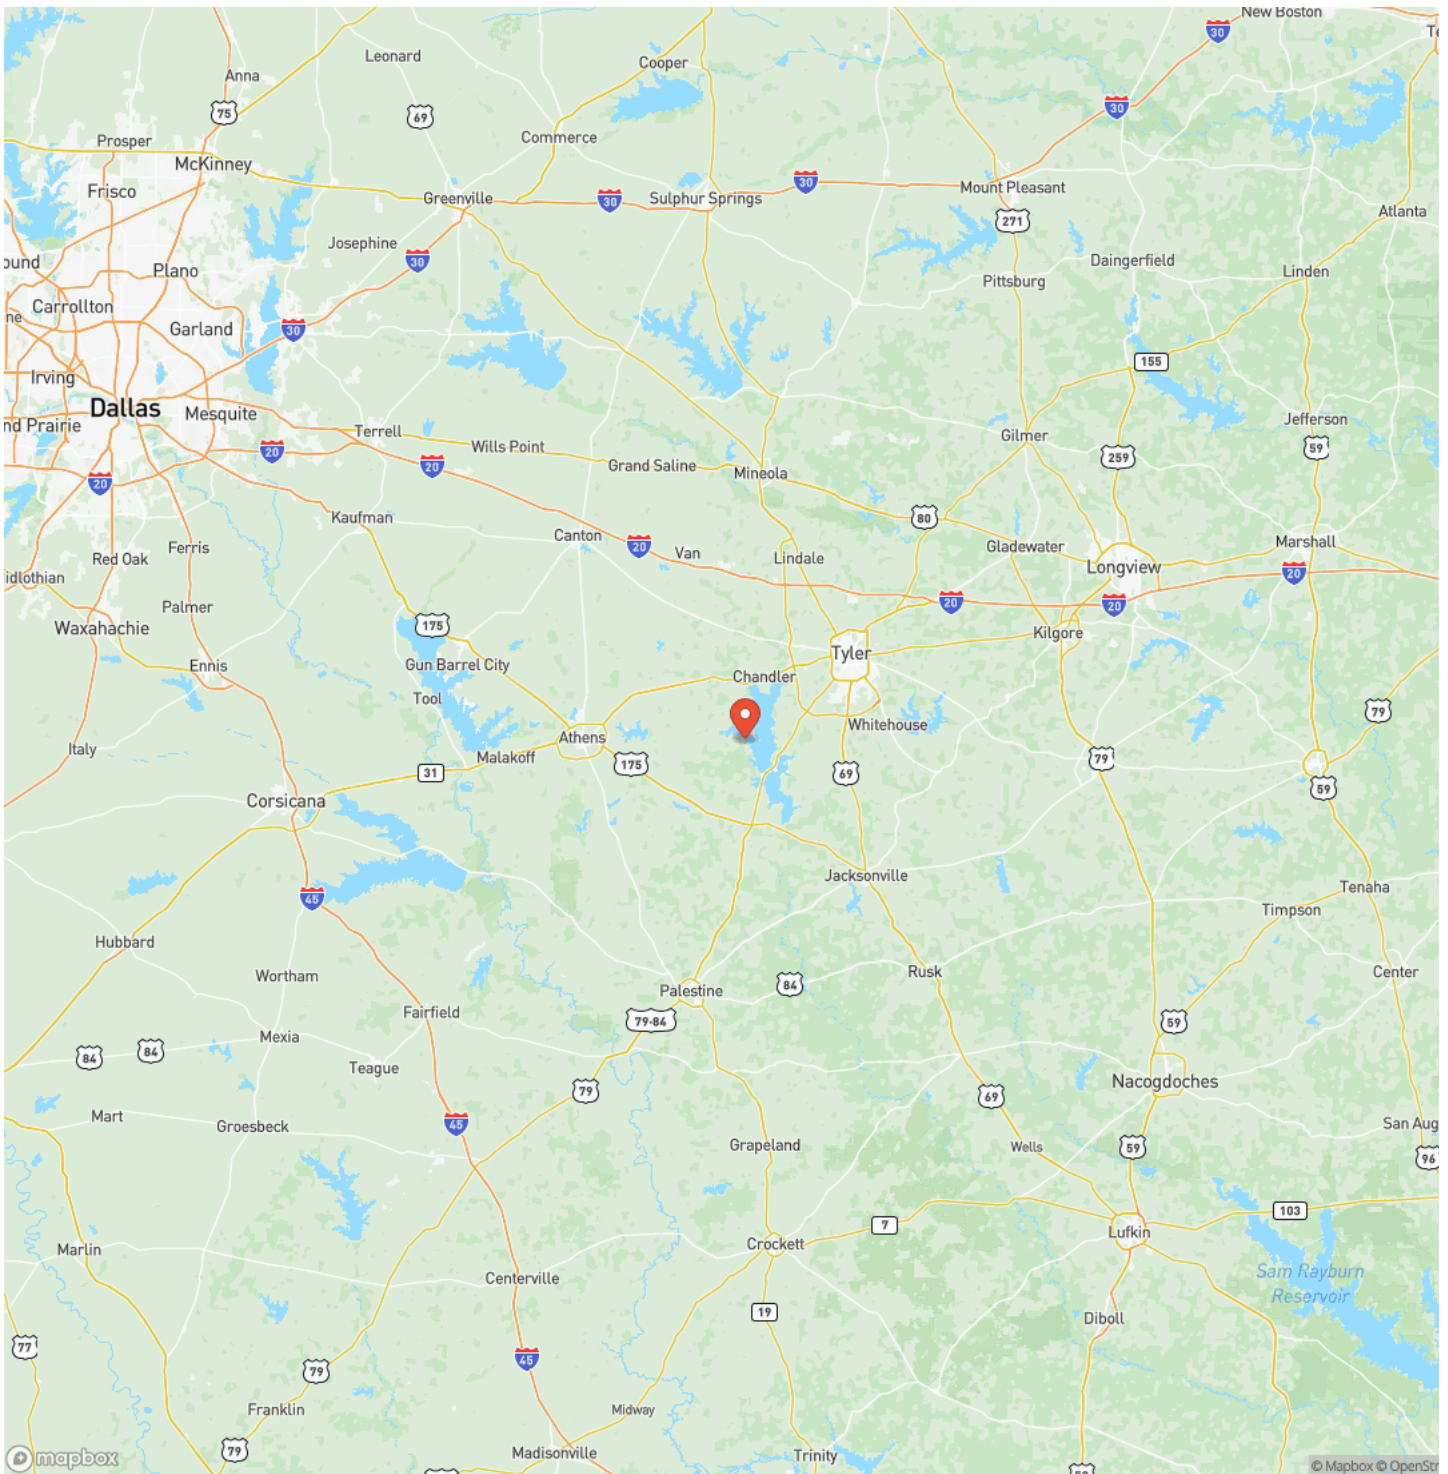 New Boston
30
Leonard
Cooper
Anna
75
69
30
Commerce
Prosper
McKinney
Frisco
Greenville
30
Sulphur Springs
30
Mount Pleasant
271
Atlanta
Josephine
30
Daingerfield
Linden
ound
Plano
Pittsburg
Carrollton
ne
Garland
30
155
Irving
Dallas
Mesquite
nd Prairie
Terrell
Wills Point
Jefferson
Gilmer
59
20
20
Grand Saline
Mineola
259
20
Kaufman
80
Canton
20
Van
Lindale
Gladewater
Marshall
Red Oak
Ferris
Longview
20
idlothian
20
20
Palmer
Waxahachie
175
Kilgore
Tyler
Ennis
Gun Barrel City
Chandler
Tool
79
Whitehouse
Italy
Athens
Malakoff
175
31
69
79
59
Corsicana
Jacksonville
Tenaha
45
Timpson
Hubbard
Wortham
Rusk
Center
Palestine
84
Fairfield
79-84
59
Mexia
84
84
Teague
Nacogdoches
79
69
Mart
Groesbeck
45
San Aug
Grapeland
Wells
59
96
7
103
Lufkin
Marlin
Crockett
Centerville
Sam Rayburn
Reservoir
19
Diboll
77
45
79
Franklin
Midway
79
Madisonville
Trinity
mapbox
© Mapbox © OpenStr